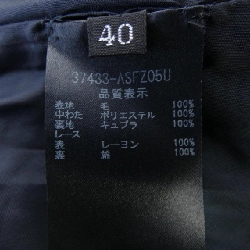 40
37433-ASFZ05U
品質表示
表地 毛 100%
中わた ポリエステル 100%
裏地 キュプラ 100%
レース
表 レーヨン 100%
裏 綿 100%